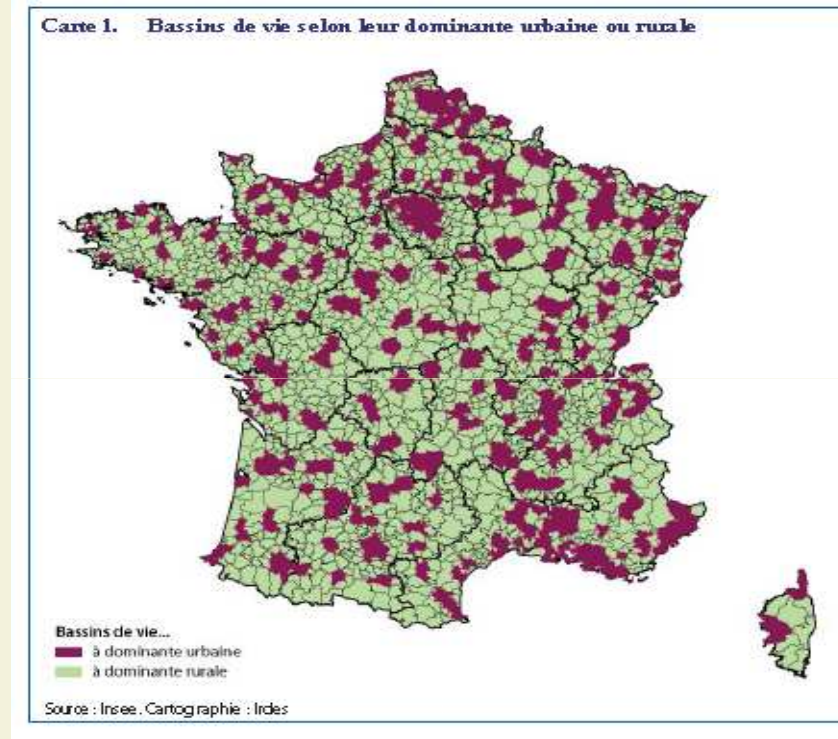 Carte 1. Bassins de vie selon leur dominante urbaine ou rurale
Bassins de vie...
à dominante urbaine
à dominante rurale
Source : Insee. Cartographie : Irdes